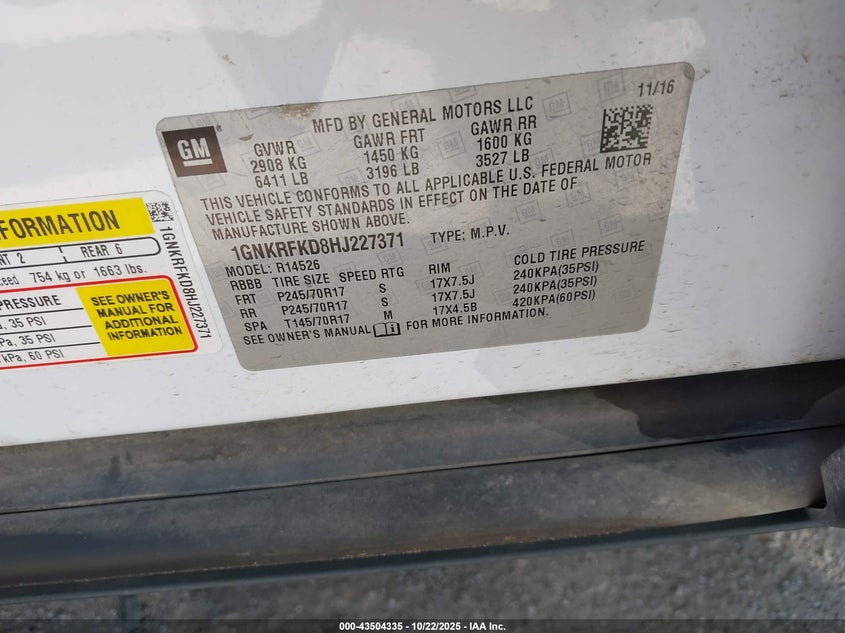 11/16
MFD BY GENERAL MOTORS LLC
GM
GVWR GAWR FRT GAWR RR
2908 KG 1450 KG 1600 KG
6411 LB 3196 LB 3527 LB
THIS VEHICLE CONFORMS TO ALL APPLICABLE U.S. FEDERAL MOTOR
VEHICLE SAFETY STANDARDS IN EFFECT ON THE DATE OF
MANUFACTURE SHOWN ABOVE.
1GNKRFKD8HJ227371 TYPE: M.P.V.
MODEL: R14526
RBBB TIRE SIZE SPEED RTG RIM COLD TIRE PRESSURE
FRT P245/70R17 S 17X7.5J 240KPA(35PSI)
RR P245/70R17 S 17X7.5J 240KPA(35PSI)
SPA T145/70R17 M 17X4.5B 420KPA(60PSI)
SEE OWNER'S MANUAL FOR MORE INFORMATION.
FORMATION
2 REAR 6
754 kg or 1663 lbs.
PRESSURE
35 PSI
35 PSI
60 PSI
SEE OWNER'S
MANUAL FOR
ADDITIONAL
INFORMATION
1GNKRFKD8HJ227371
000-43504335 - 10/22/2025 - IAA Inc.